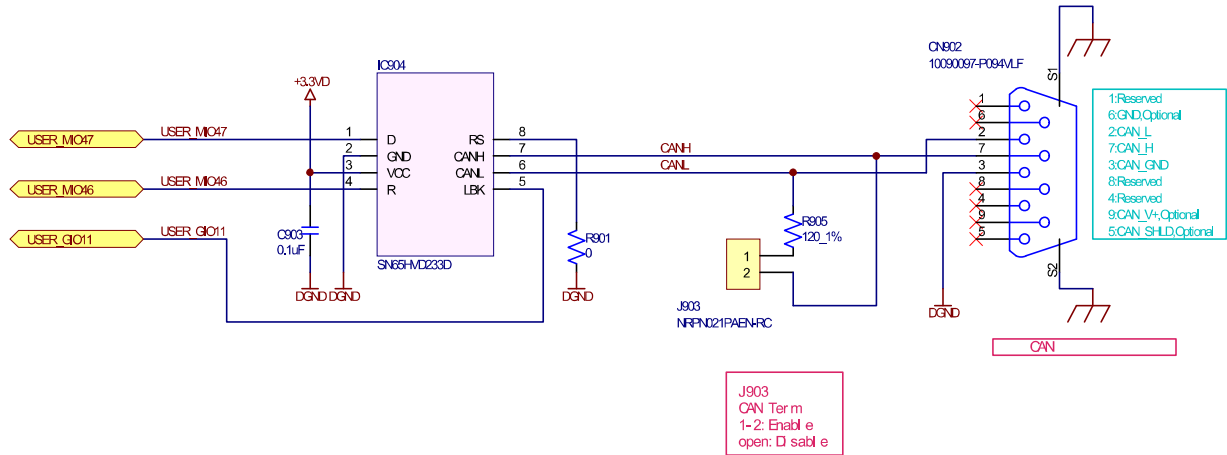 IC904
+3.3VD
USER_MIO47
USER_MIO47
1
D
RS
8
2
GND
CANH
7
CANH
3
VCC
CANL
6
CANL
USER_MIO46
USER_MIO46
4
R
LBK
5
USER_GIO11
USER_GIO11
C903
0.1uF
SN65HVD233D
DGND
DGND
R901
0
DGND
R905
120_1%
1
2
J903
NRPN021PAEN-RC
DGND
CN902
10090097-P094VLF
S1
1
6
2
7
3
8
4
9
5
S2
1:Reserved
6:GND,Optional
2:CAN_L
7:CAN_H
3:CAN_GND
8:Reserved
4:Reserved
9:CAN_V+,Optional
5:CAN_SHLD,Optional
CAN
J903
CAN Term
1-2: Enable
open: Disable